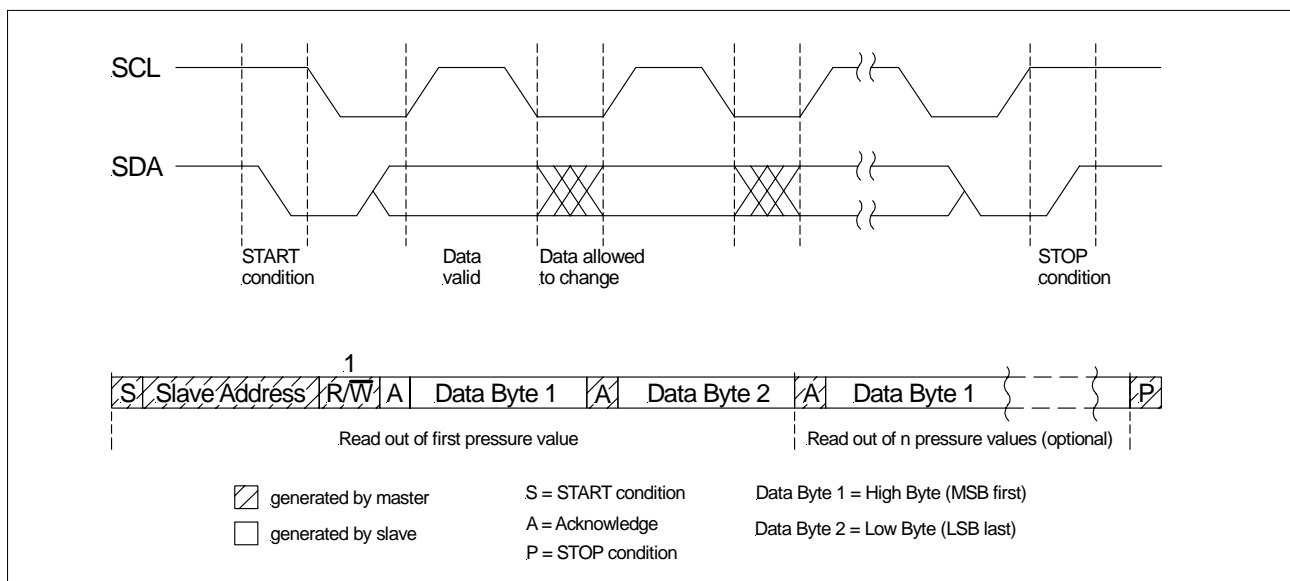 SCL
SDA
START
condition
Data
valid
Data allowed
to change
STOP
condition
1
S Slave Address R/W̅ A Data Byte 1 A Data Byte 2 A Data Byte 1 P
Read out of first pressure value
Read out of n pressure values (optional)
generated by master
generated by slave
S = START condition
A = Acknowledge
P = STOP condition
Data Byte 1 = High Byte (MSB first)
Data Byte 2 = Low Byte (LSB last)